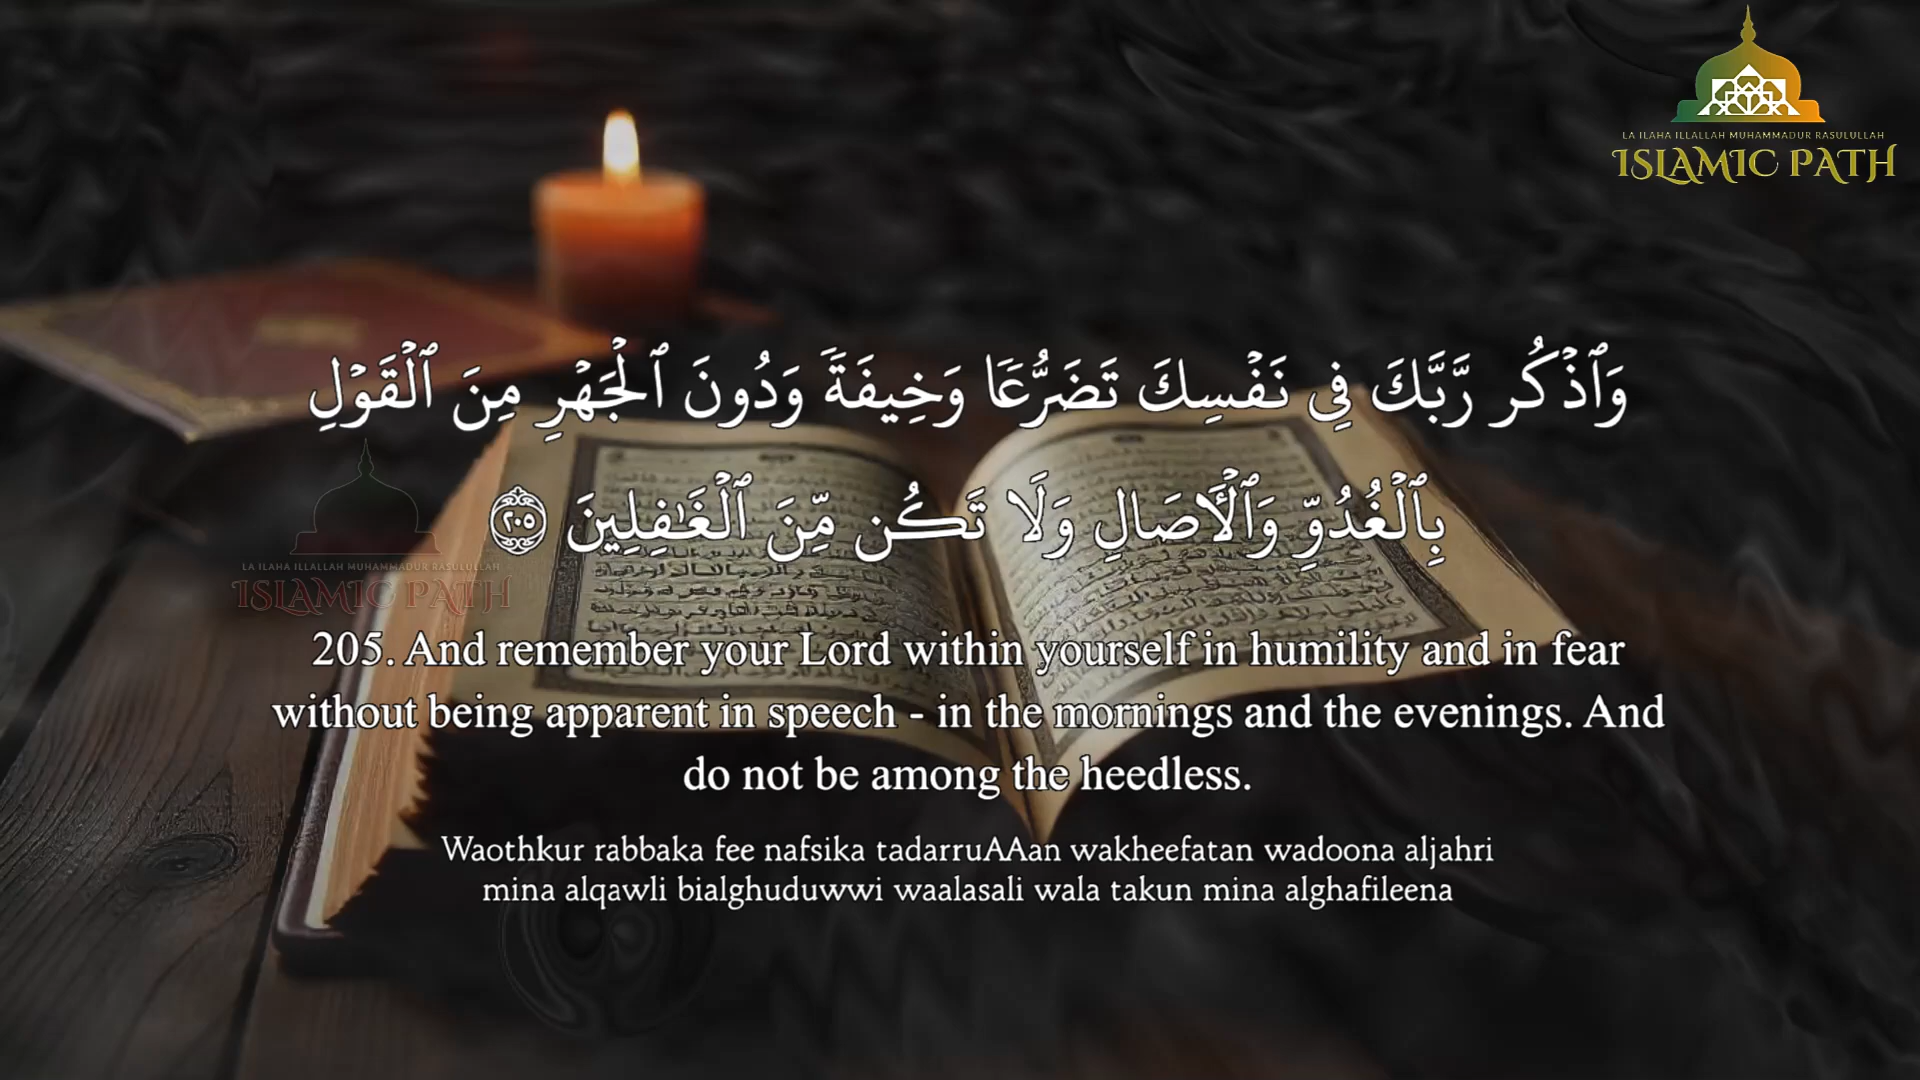 LA ILAHA ILLALLAH MUHAMMADUR RASULULLAH
ISLAMIC PATH
وَٱذْكُر رَّبَّكَ فِي نَفْسِكَ تَضَرُّعًا وَخِيفَةً وَدُونَ ٱلْجَهْرِ مِنَ ٱلْقَوْلِ
بِٱلْغُدُوِّ وَٱلْأٓصَالِ وَلَا تَكُن مِّنَ ٱلْغَٰفِلِينَ ٢٠٥
LA ILAHA ILLALLAH MUHAMMADUR RASULULLAH
ISLAMIC PATH
205. And remember your Lord within yourself in humility and in fear
without being apparent in speech - in the mornings and the evenings. And
do not be among the heedless.
Waothkur rabbaka fee nafsika tadarruAAan wakheefatan wadoona aljahri
mina alqawli bialghuduwwi waalasali wala takun mina alghafileena